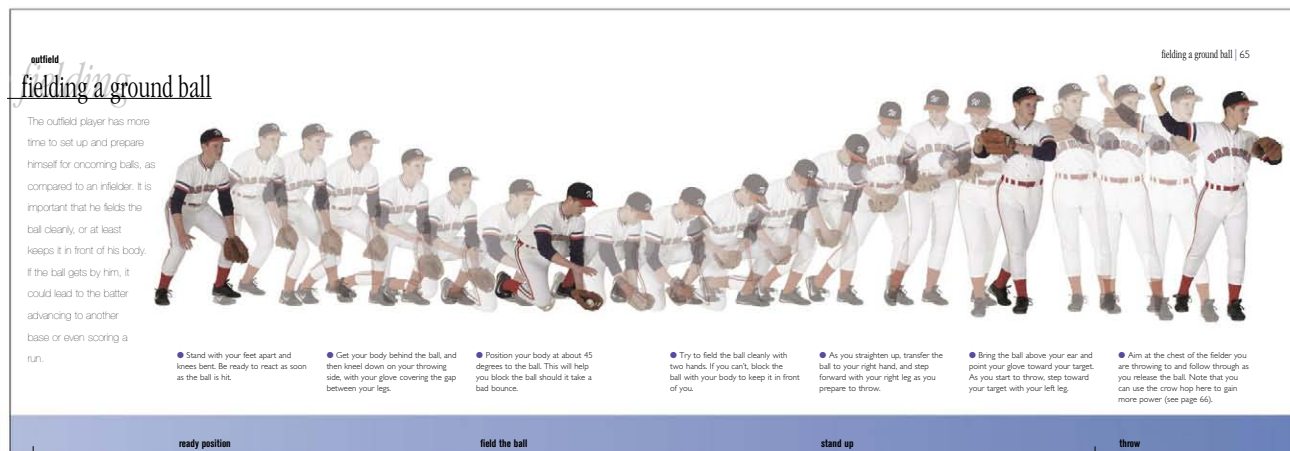 outfield
fielding a ground ball | 65
fielding
fielding a ground ball
The outfield player has more
time to set up and prepare
himself for oncoming balls, as
compared to an infielder. It is
important that he fields the
ball cleanly, or at least
keeps it in front of his body.
If the ball gets by him, it
could lead to the batter
advancing to another
base or even scoring a
run.
● Stand with your feet apart and
knees bent. Be ready to react as soon
as the ball is hit.
● Get your body behind the ball, and
then kneel down on your throwing
side, with your glove covering the gap
between your legs.
● Position your body at about 45
degrees to the ball. This will help
you block the ball should it take a
bad bounce.
● Try to field the ball cleanly with
two hands. If you can't, block the
ball with your body to keep it in front
of you.
● As you straighten up, transfer the
ball to your right hand, and step
forward with your right leg as you
prepare to throw.
● Bring the ball above your ear and
point your glove toward your target.
As you start to throw, step toward
your target with your left leg.
● Aim at the chest of the fielder you
are throwing to and follow through as
you release the ball. Note that you
can use the crow hop here to gain
more power (see page 66).
ready position
field the ball
stand up
throw